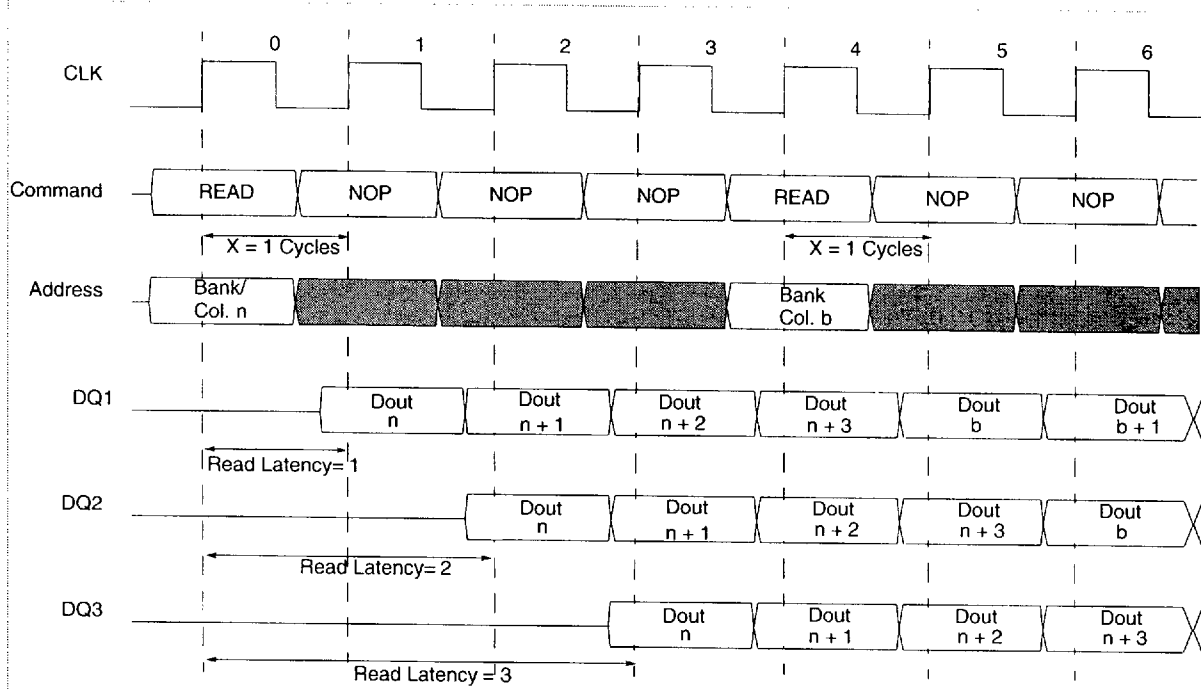 0 1 2 3 4 5 6
CLK
Command READ NOP NOP NOP READ NOP NOP
X = 1 Cycles X = 1 Cycles
Address Bank/ Col. n Bank Col. b
DQ1 Dout n Dout n + 1 Dout n + 2 Dout n + 3 Dout b Dout b + 1
Read Latency= 1
DQ2 Dout n Dout n + 1 Dout n + 2 Dout n + 3 Dout b
Read Latency= 2
DQ3 Dout n Dout n + 1 Dout n + 2 Dout n + 3
Read Latency = 3